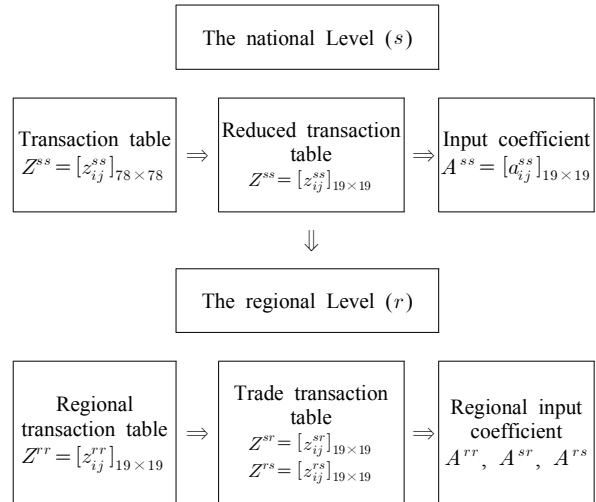 The national Level (s)
Transaction table
Z^{ss} = [z_{ij}^{ss}]_{78×78}
⇒
Reduced transaction
table
Z^{ss} = [z_{ij}^{ss}]_{19×19}
⇒
Input coefficient
A^{ss} = [a_{ij}^{ss}]_{19×19}
⇓
The regional Level (r)
Regional
transaction table
Z^{rr} = [z_{ij}^{rr}]_{19×19}
⇒
Trade transaction
table
Z^{sr} = [z_{ij}^{sr}]_{19×19}
Z^{rs} = [z_{ij}^{rs}]_{19×19}
⇒
Regional input
coefficient
A^{rr}, A^{sr}, A^{rs}